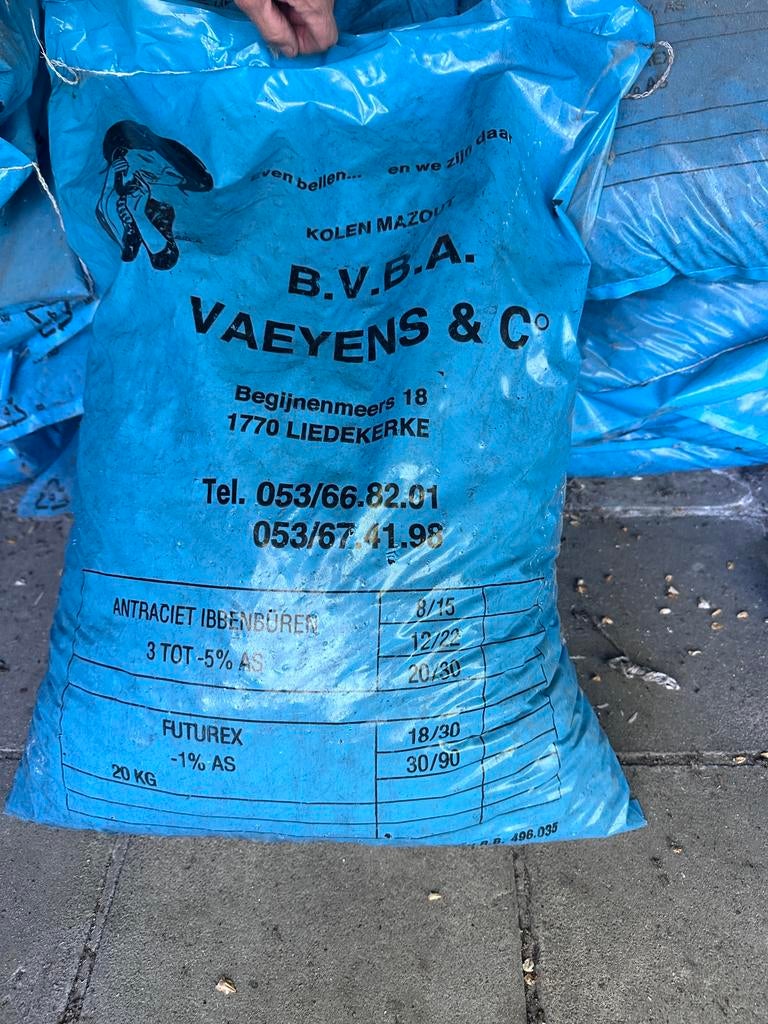 even bellen... en we zijn daar
KOLEN MAZOUT
B.V.B.A.
VAEYENS & C°
Begijnenmeers 18
1770 LIEDEKERKE
Tel. 053/66.82.01
053/67.41.98
ANTRACIET IBBENBÜREN
3 TOT -5% AS
8/15
12/22
20/30
FUTUREX
-1% AS
18/30
30/90
20 KG
496.035